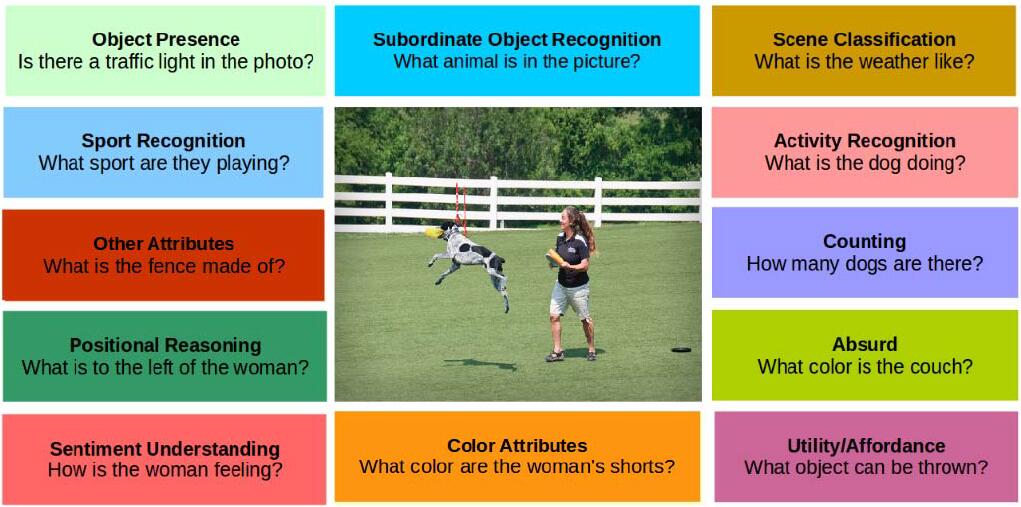 Object Presence
Is there a traffic light in the photo?
Subordinate Object Recognition
What animal is in the picture?
Scene Classification
What is the weather like?
Sport Recognition
What sport are they playing?
Activity Recognition
What is the dog doing?
Other Attributes
What is the fence made of?
Counting
How many dogs are there?
Positional Reasoning
What is to the left of the woman?
Absurd
What color is the couch?
Sentiment Understanding
How is the woman feeling?
Color Attributes
What color are the woman's shorts?
Utility/Affordance
What object can be thrown?